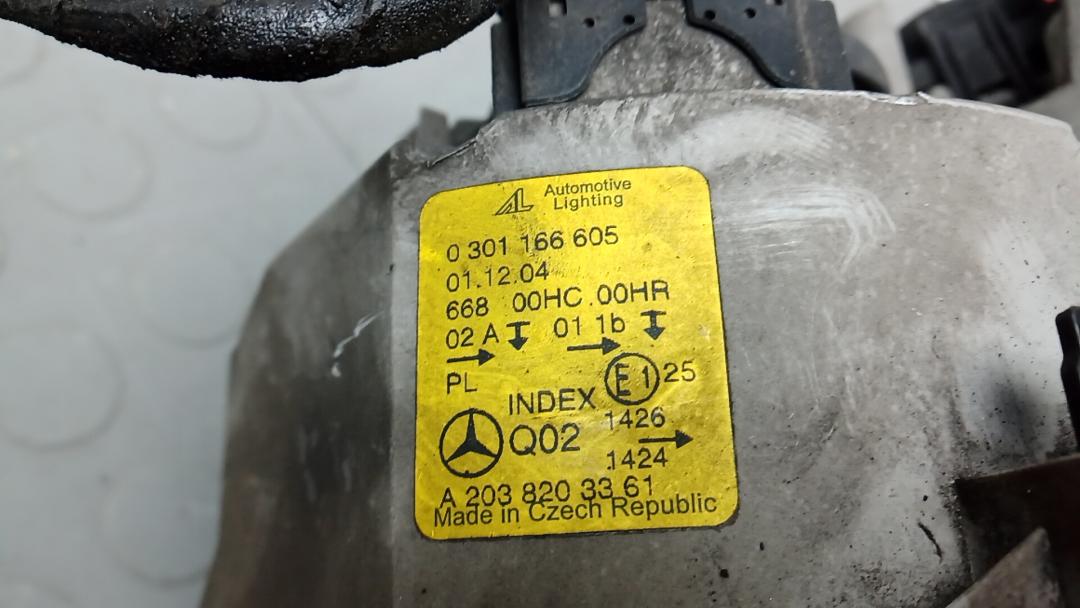 AL Automotive
Lighting
0 301 166 605
01.12.04
668 00HC .00HR
02 A 01 1b
PL E1 25
INDEX 1426
Q02 1424
A 203 820 33 61
Made in Czech Republic